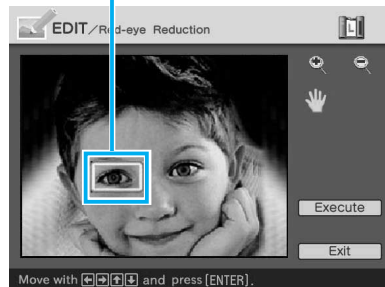 EDIT/Red-eye Reduction
L
Execute
Exit
Move with ←→↑↓ and press [ENTER].